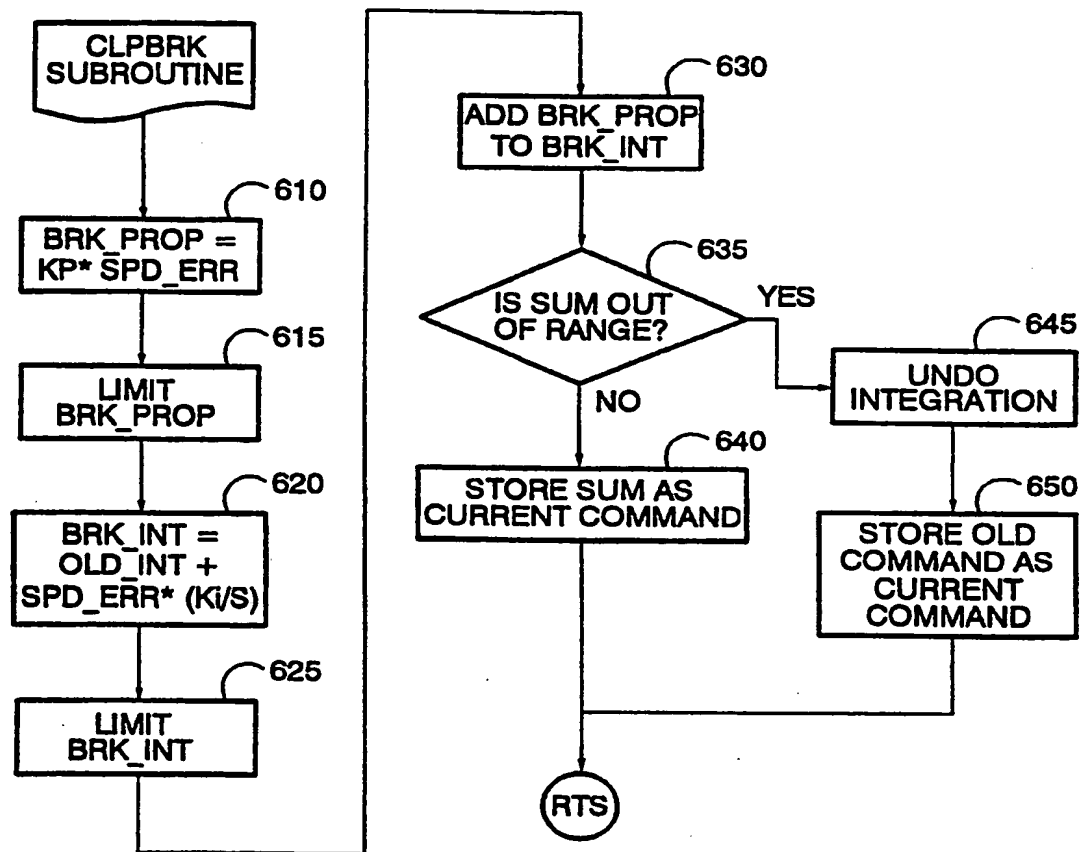 CLPBRK
SUBROUTINE
610
BRK_PROP =
KP* SPD_ERR
615
LIMIT
BRK_PROP
620
BRK_INT =
OLD_INT +
SPD_ERR* (Ki/S)
625
LIMIT
BRK_INT
630
ADD BRK_PROP
TO BRK_INT
635
IS SUM OUT
OF RANGE?
YES
NO
640
STORE SUM AS
CURRENT COMMAND
645
UNDO
INTEGRATION
650
STORE OLD
COMMAND AS
CURRENT
COMMAND
RTS